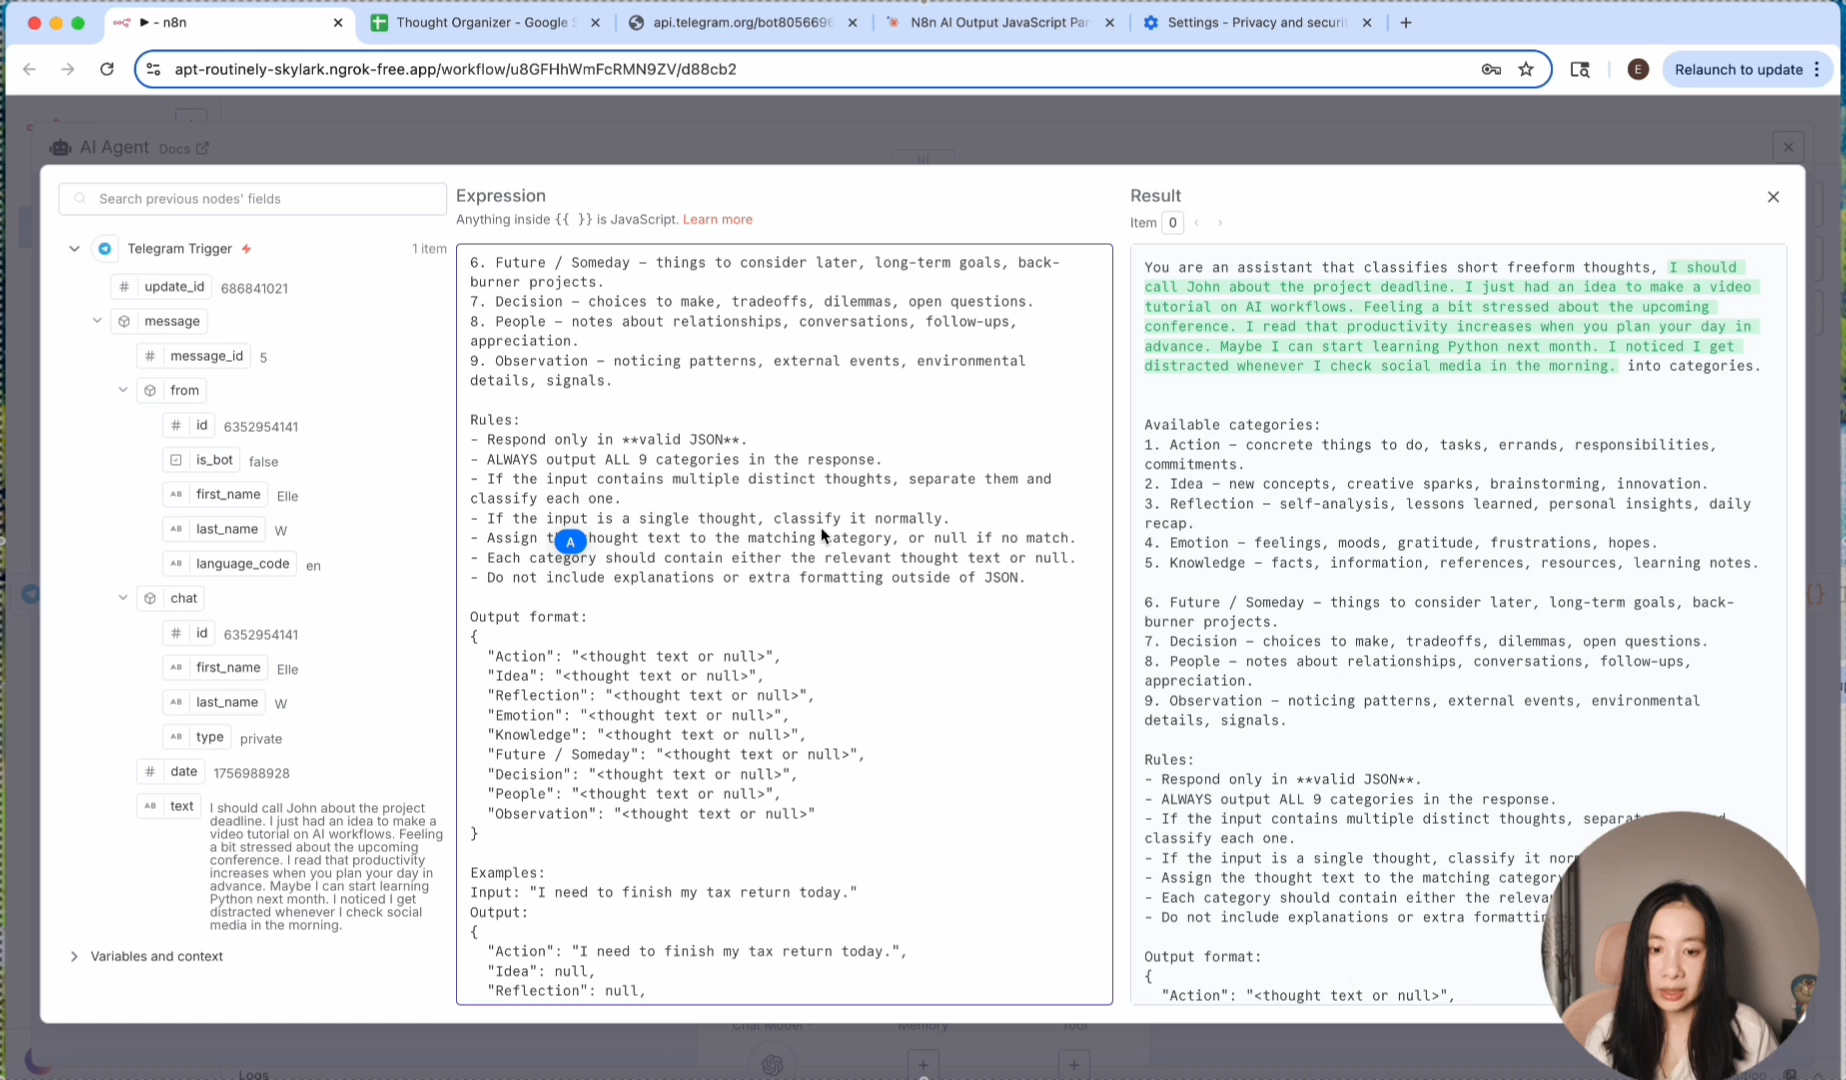 ▶ - n8n
Thought Organizer - Google S
api.telegram.org/bot8056696
N8n AI Output JavaScript Par
Settings - Privacy and securit
apt-routinely-skylark.ngrok-free.app/workflow/u8GFHhWmFcRMN9ZV/d88cb2
E
Relaunch to update
AI Agent Docs
Search previous nodes' fields
Telegram Trigger
1 item
# update_id 686841021
message
# message_id 5
from
# id 6352954141
is_bot false
AB first_name Elle
AB last_name W
AB language_code en
chat
# id 6352954141
AB first_name Elle
AB last_name W
AB type private
# date 1756988928
AB text I should call John about the project
deadline. I just had an idea to make a
video tutorial on AI workflows. Feeling
a bit stressed about the upcoming
conference. I read that productivity
increases when you plan your day in
advance. Maybe I can start learning
Python next month. I noticed I get
distracted whenever I check social
media in the morning.
Variables and context
Expression
Anything inside {{ }} is JavaScript. Learn more
6. Future / Someday – things to consider later, long-term goals, back-
burner projects.
7. Decision – choices to make, tradeoffs, dilemmas, open questions.
8. People – notes about relationships, conversations, follow-ups,
appreciation.
9. Observation – noticing patterns, external events, environmental
details, signals.
Rules:
- Respond only in **valid JSON**.
- ALWAYS output ALL 9 categories in the response.
- If the input contains multiple distinct thoughts, separate them and
classify each one.
- If the input is a single thought, classify it normally.
- Assign t A hought text to the matching category, or null if no match.
- Each category should contain either the relevant thought text or null.
- Do not include explanations or extra formatting outside of JSON.
Output format:
{
"Action": "<thought text or null>",
"Idea": "<thought text or null>",
"Reflection": "<thought text or null>",
"Emotion": "<thought text or null>",
"Knowledge": "<thought text or null>",
"Future / Someday": "<thought text or null>",
"Decision": "<thought text or null>",
"People": "<thought text or null>",
"Observation": "<thought text or null>"
}
Examples:
Input: "I need to finish my tax return today."
Output:
{
"Action": "I need to finish my tax return today.",
"Idea": null,
"Reflection": null,
Result
Item 0
You are an assistant that classifies short freeform thoughts, I should
call John about the project deadline. I just had an idea to make a video
tutorial on AI workflows. Feeling a bit stressed about the upcoming
conference. I read that productivity increases when you plan your day in
advance. Maybe I can start learning Python next month. I noticed I get
distracted whenever I check social media in the morning. into categories.
Available categories:
1. Action – concrete things to do, tasks, errands, responsibilities,
commitments.
2. Idea – new concepts, creative sparks, brainstorming, innovation.
3. Reflection – self-analysis, lessons learned, personal insights, daily
recap.
4. Emotion – feelings, moods, gratitude, frustrations, hopes.
5. Knowledge – facts, information, references, resources, learning notes.
6. Future / Someday – things to consider later, long-term goals, back-
burner projects.
7. Decision – choices to make, tradeoffs, dilemmas, open questions.
8. People – notes about relationships, conversations, follow-ups,
appreciation.
9. Observation – noticing patterns, external events, environmental
details, signals.
Rules:
- Respond only in **valid JSON**.
- ALWAYS output ALL 9 categories in the response.
- If the input contains multiple distinct thoughts, separat
classify each one.
- If the input is a single thought, classify it nor
- Assign the thought text to the matching category
- Each category should contain either the releva
- Do not include explanations or extra formattin
Output format:
{
"Action": "<thought text or null>",
Chat Model
Memory
Tool
Logs